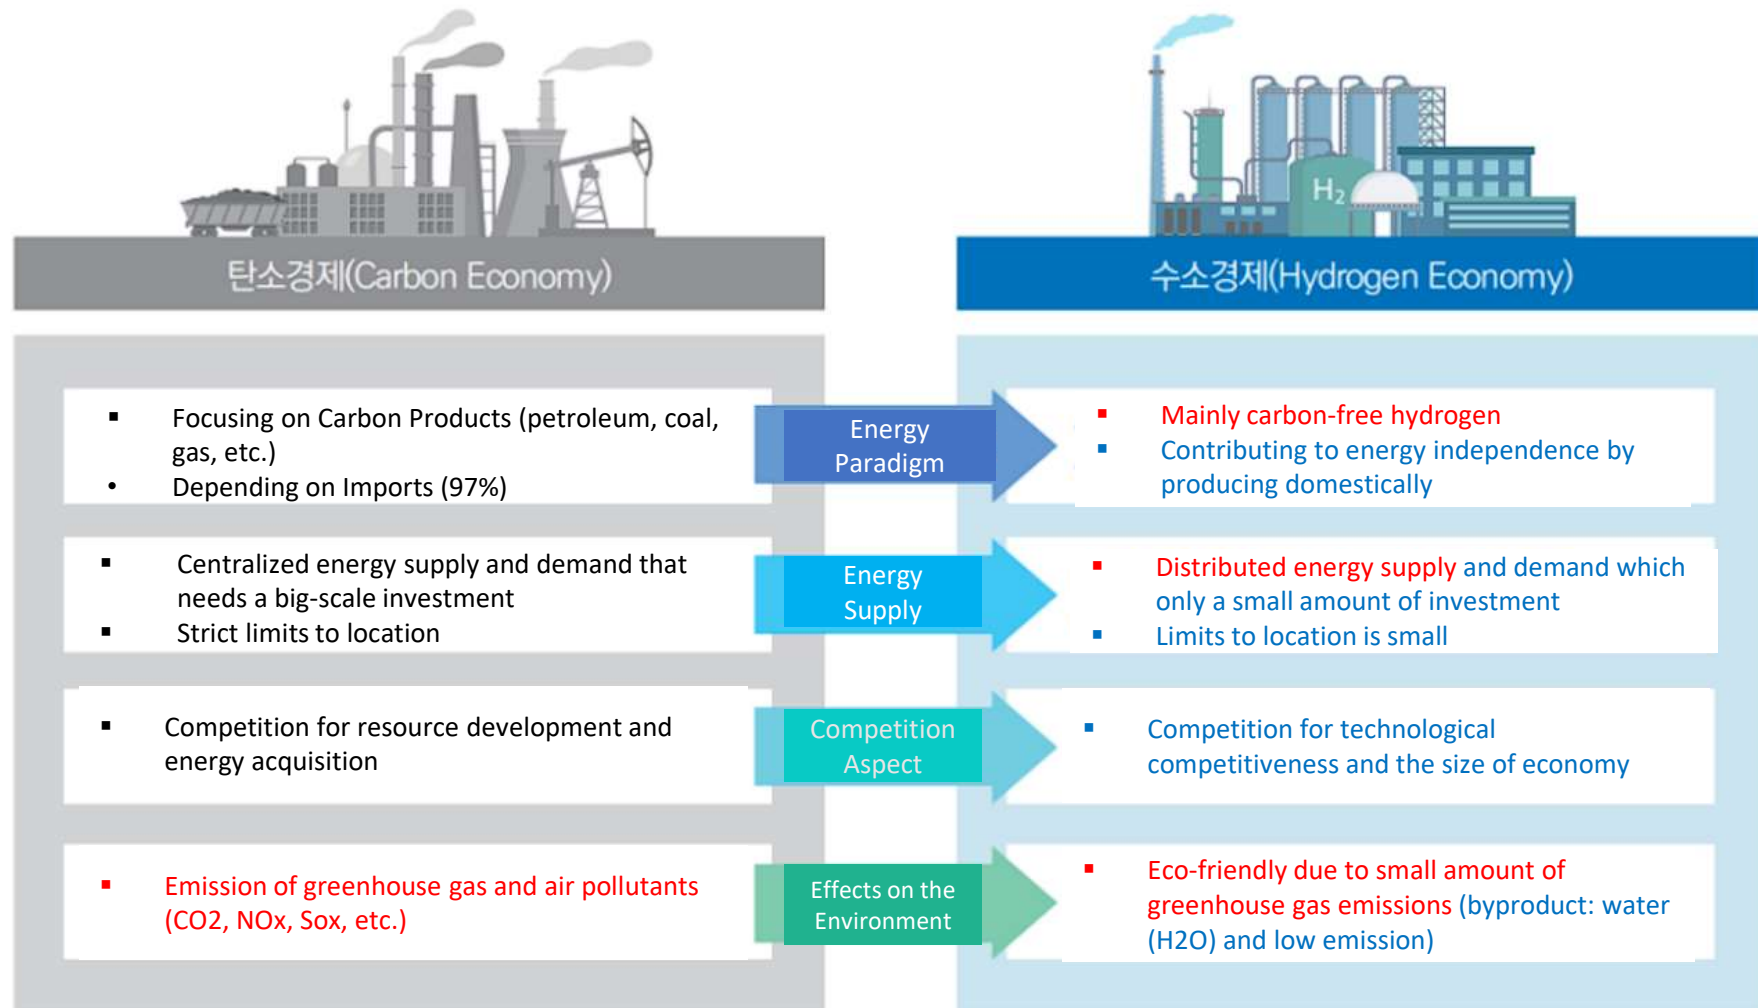 H2
탄소경제(Carbon Economy)
수소경제(Hydrogen Economy)
▪ Focusing on Carbon Products (petroleum, coal,
gas, etc.)
• Depending on Imports (97%)
Energy
Paradigm
▪ Mainly carbon-free hydrogen
▪ Contributing to energy independence by
producing domestically
▪ Centralized energy supply and demand that
needs a big-scale investment
▪ Strict limits to location
Energy
Supply
▪ Distributed energy supply and demand which
only a small amount of investment
▪ Limits to location is small
▪ Competition for resource development and
energy acquisition
Competition
Aspect
▪ Competition for technological
competitiveness and the size of economy
▪ Emission of greenhouse gas and air pollutants
(CO2, NOx, Sox, etc.)
Effects on the
Environment
▪ Eco-friendly due to small amount of
greenhouse gas emissions (byproduct: water
(H2O) and low emission)